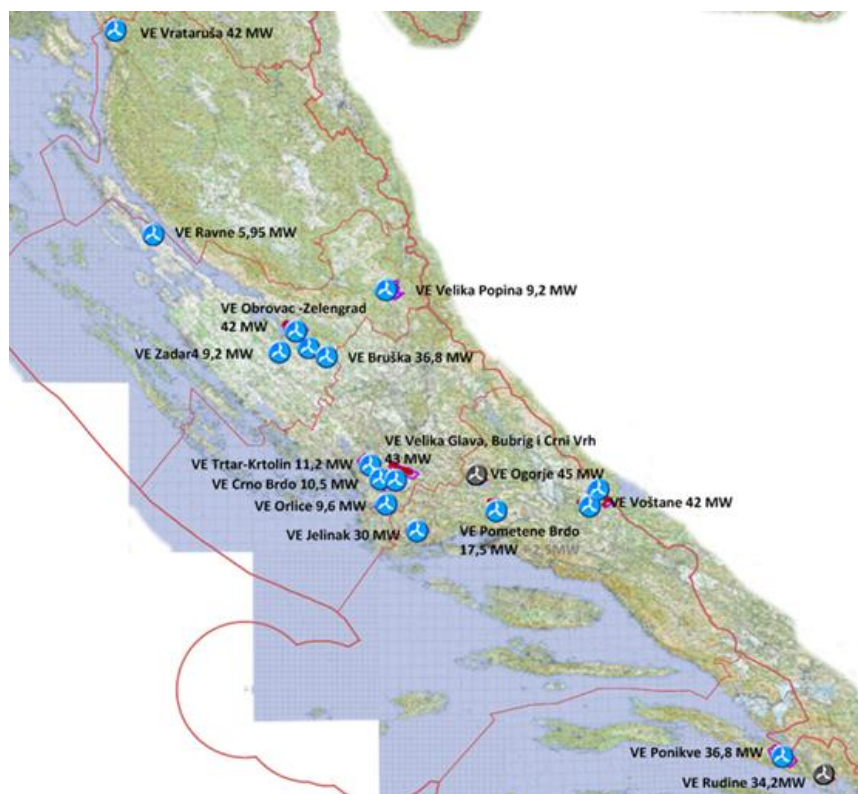 VE Vrataruša 42 MW
VE Ravne 5,95 MW
VE Velika Popina 9,2 MW
VE Obrovac -Zelengrad
42 MW
VE Zadar4 9,2 MW
VE Bruška 36,8 MW
VE Velika Glava, Bubrig i Crni Vrh
43 MW
VE Trtar-Krtolin 11,2 MW
VE Crno Brdo 10,5 MW
VE Ogorje 45 MW
VE Orlice 9,6 MW
VE Voštane 42 MW
VE Jelinak 30 MW
VE Pometene Brdo
17,5 MW +2,5MW
VE Ponikve 36,8 MW
VE Rudine 34,2MW